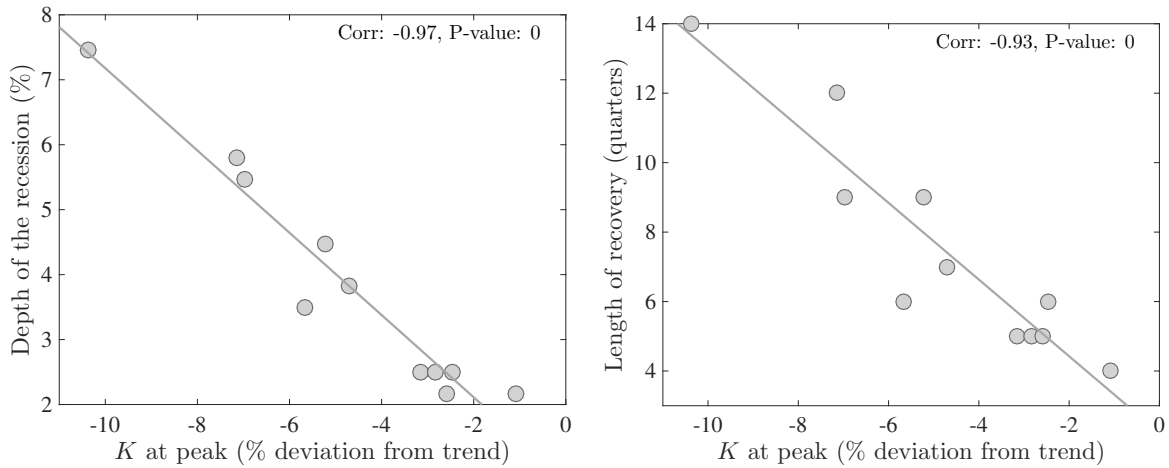 Corr: -0.97, P-value: 0
Depth of the recession (%)
8
7
6
5
4
3
2
-10 -8 -6 -4 -2 0
K at peak (% deviation from trend)
Corr: -0.93, P-value: 0
Length of recovery (quarters)
14
12
10
8
6
4
-10 -8 -6 -4 -2 0
K at peak (% deviation from trend)